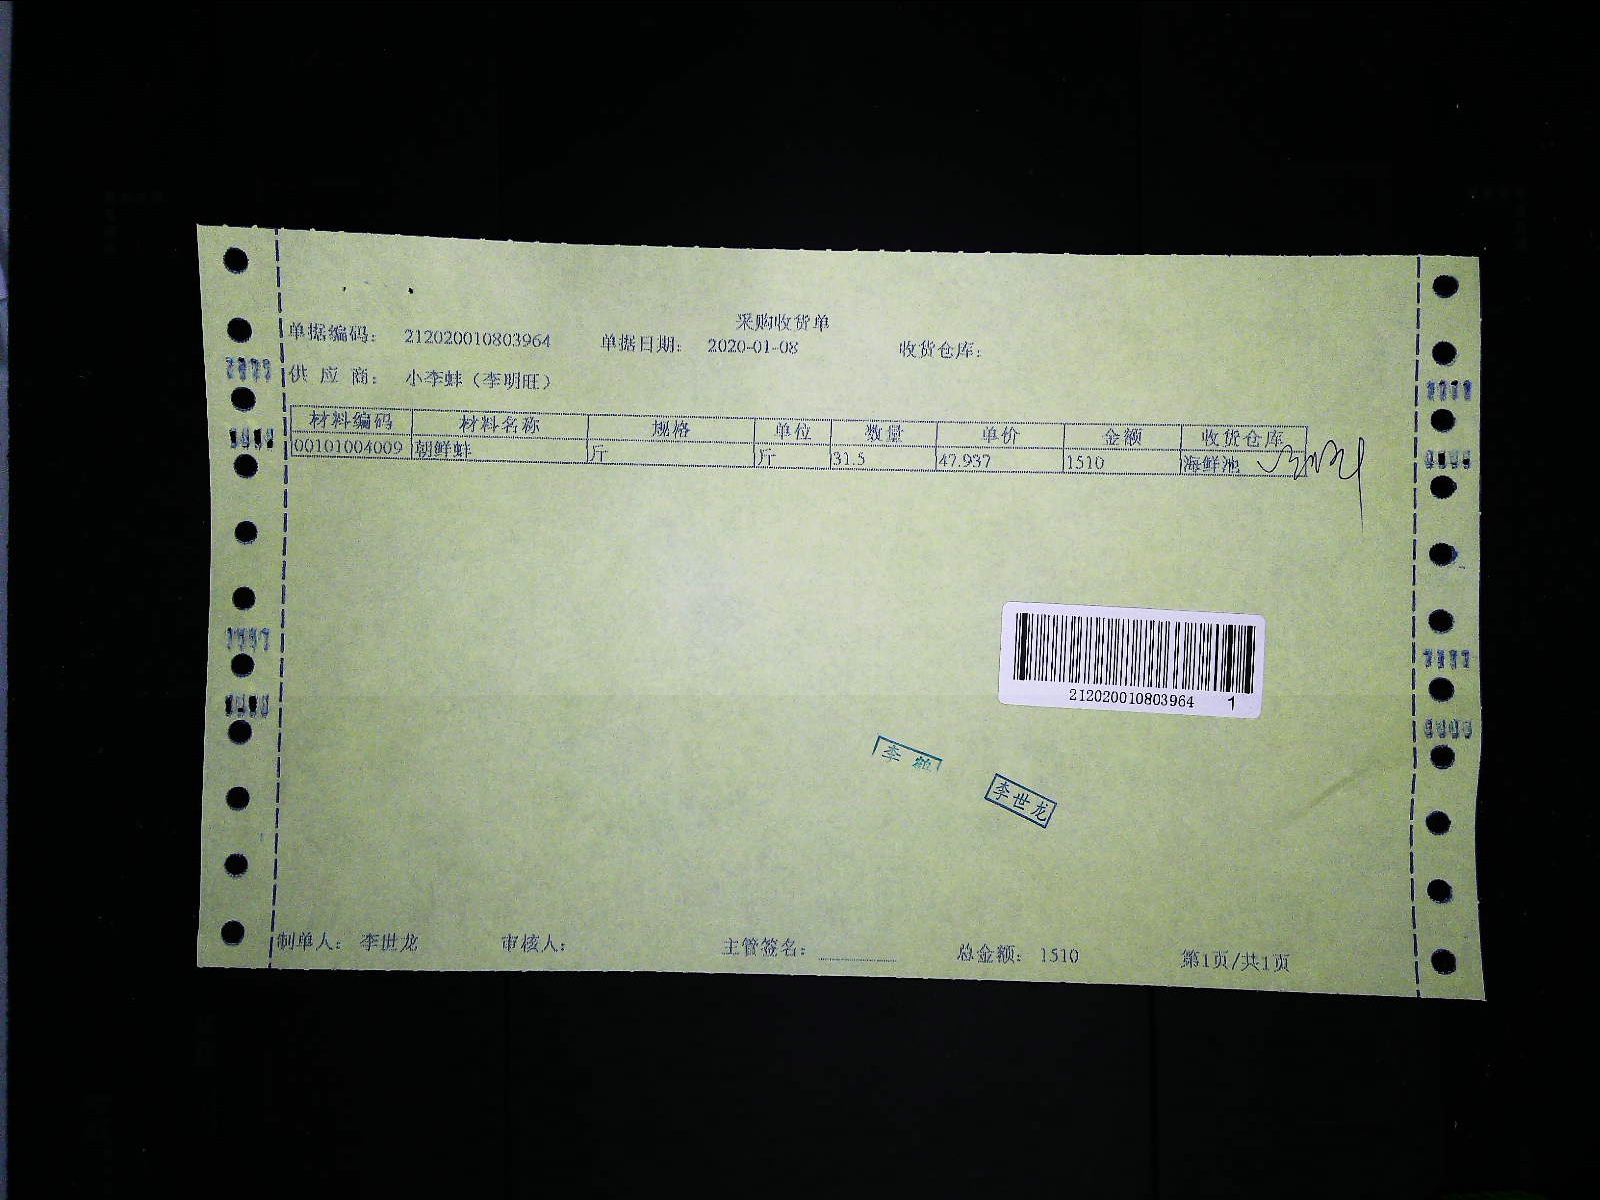 采购收货单
单据编码： 212020010803964 单据日期： 2020-01-08 收货仓库：
供 应 商： 小李蚌（李明旺）
材料编码 材料名称 规格 单位 数量 单价 金额 收货仓库
00101004009 朝鲜蚌 斤 斤 31.5 47.937 1510 海鲜池
212020010803964 1
李
李世龙
制单人： 李世龙 审核人： 主管签名： 总金额： 1510 第1页/共1页